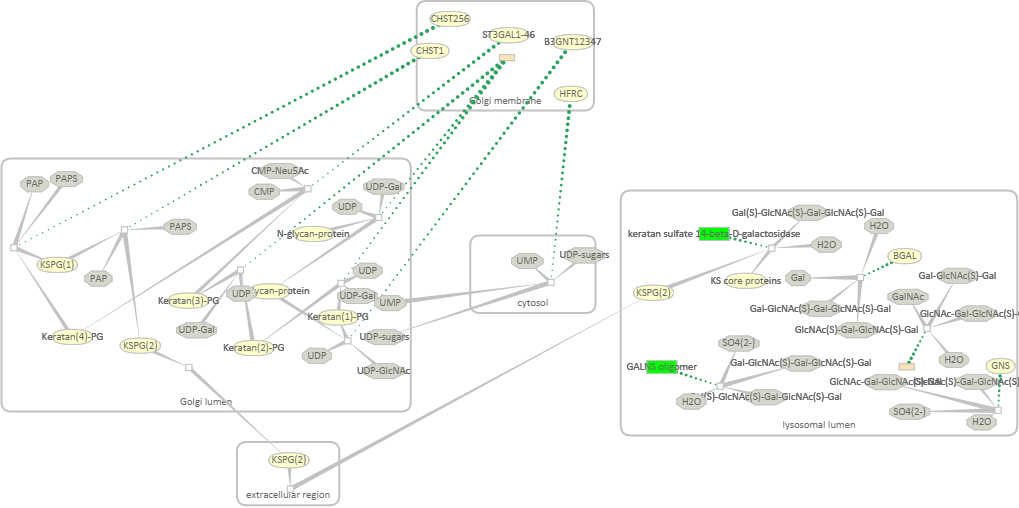 CHST256
ST3GAL1-46
B3GNT12347
CHST1
HFRC
Golgi membrane
PAP
PAPS
CMP-Neu5Ac
CMP
UDP-Gal
UDP
N-glycan-protein
PAPS
KSPG(1)
PAP
UDP
UDP
ycan-protein
UDP-Gal
UMP
Keratan(3)-PG
Keratan(1)-PG
UDP-Gal
Keratan(4)-PG
KSPG(2)
Keratan(2)-PG
UDP-sugars
UDP
UDP-GlcNAc
Golgi lumen
UMP
UDP-sugars
cytosol
KSPG(2)
extracellular region
Gal(S)-GlcNAc(S)-Gal-GlcNAc(S)-Gal
H2O
keratan sulfate 14-beta-D-galactosidase
H2O
BGAL
KSPG(2)
KS core proteins
Gal
Gal-GlcNAc(S)-Gal
GalNAc
Gal-GlcNAc(S)-Gal-GlcNAc(S)-Gal
GlcNAc-Gal-GlcNAc(S)-G
GlcNAc(S)-Gal-GlcNAc(S)-Gal
SO4(2-)
H2O
GALNS oligomer
Gal-GlcNAc(S)-Gal-GlcNAc(S)-Gal
GNS
GlcNAc-Gal-GlcNAc(S)-Gal
(S)-Gal-GlcNAc(S)
H2O
(S)-GlcNAc(S)-Gal-GlcNAc(S)-Gal
SO4(2-)
H2O
lysosomal lumen